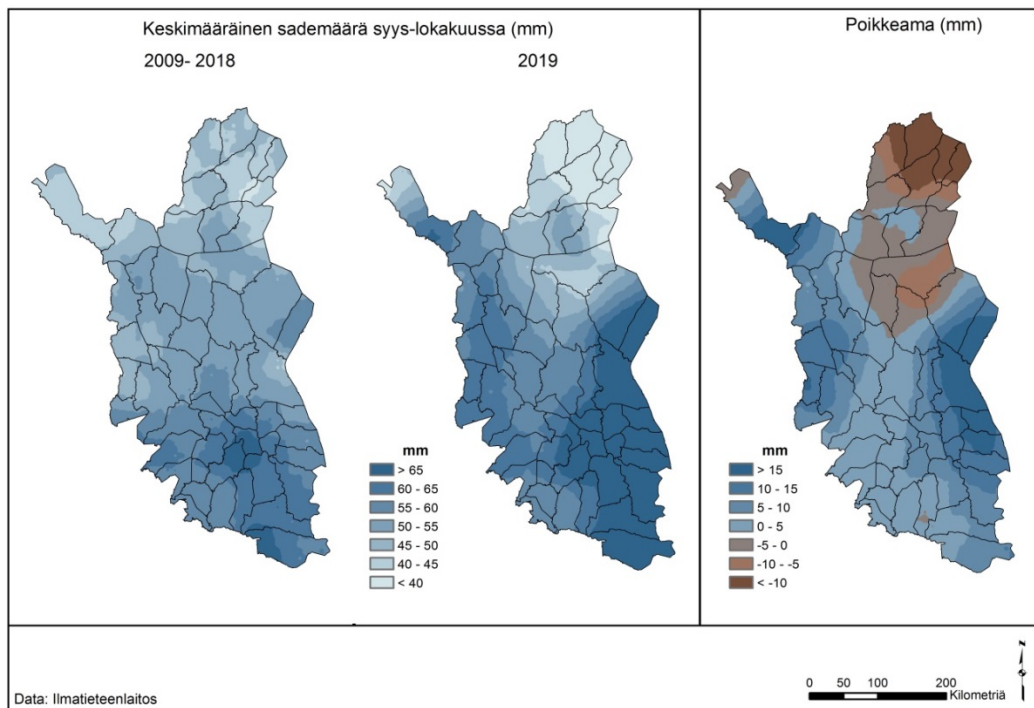 Keskimääräinen sademäärä syys-lokakuussa (mm)
2009- 2018
2019
Poikkeama (mm)
mm
> 65
60 - 65
55 - 60
50 - 55
45 - 50
40 - 45
< 40
mm
> 15
10 - 15
5 - 10
0 - 5
-5 - 0
-10 - -5
< -10
Data: Ilmatieteenlaitos
0 50 100 200
Kilometriä
N